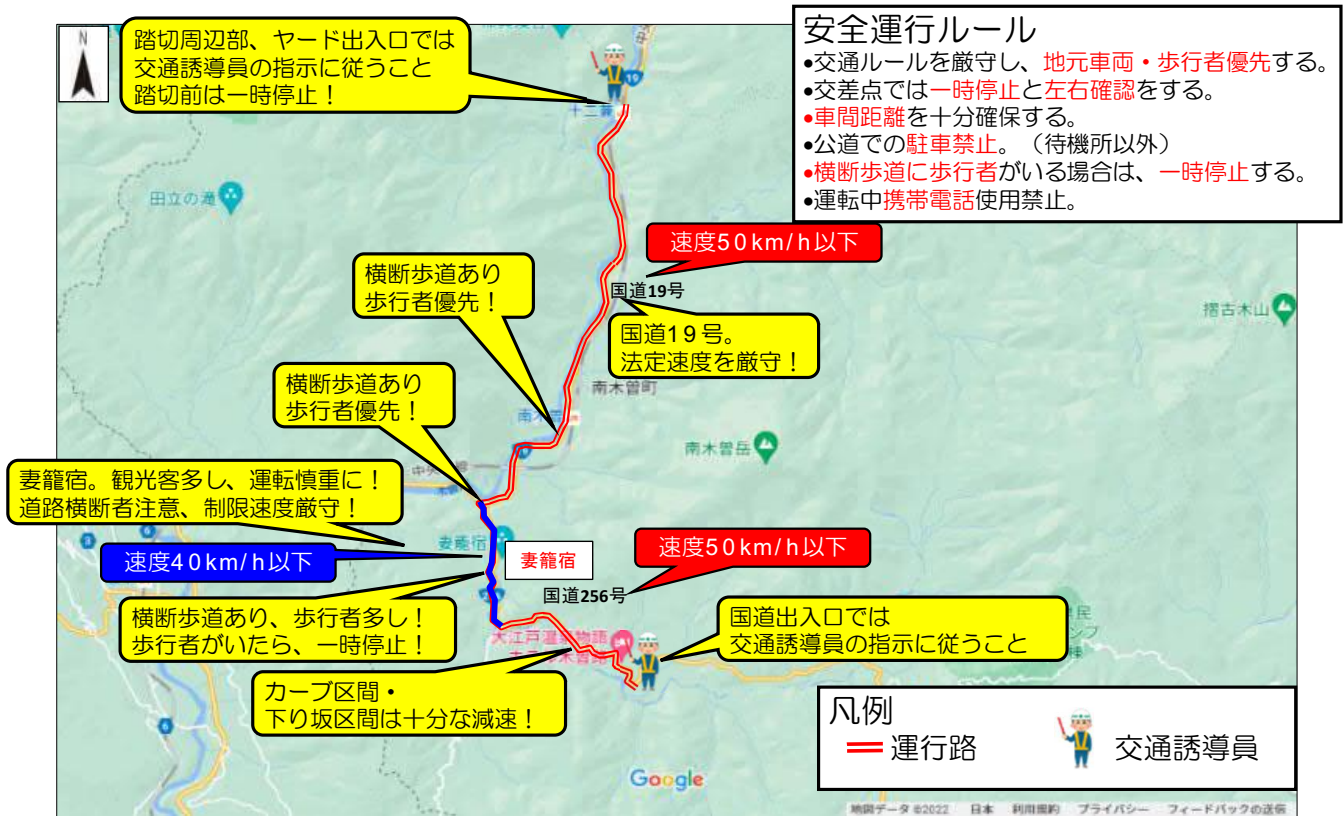 N
踏切周辺部、ヤード出入口では
交通誘導員の指示に従うこと
踏切前は一時停止！
安全運行ルール
•交通ルールを厳守し、地元車両・歩行者優先する。
•交差点では一時停止と左右確認をする。
•車間距離を十分確保する。
•公道での駐車禁止。（待機所以外）
•横断歩道に歩行者がいる場合は、一時停止する。
•運転中携帯電話使用禁止。
19
十二兼
田立の滝
速度50km/h以下
横断歩道あり
歩行者優先！
国道19号
摺古木山
国道19号。
法定速度を厳守！
南木曽町
横断歩道あり
歩行者優先！
南木曽
南木曽岳
妻籠宿。観光客多し、運転慎重に！
道路横断者注意、制限速度厳守！
3
6
妻籠宿
妻籠宿
速度50km/h以下
速度40km/h以下
国道256号
横断歩道あり、歩行者多し！
歩行者がいたら、一時停止！
国道出入口では
交通誘導員の指示に従うこと
大江戸温泉物語
カーブ区間・
下り坂区間は十分な減速！
6
凡例
運行路
交通誘導員
Google
地図データ ©2022 日本 利用規約 プライバシー フィードバックの送信